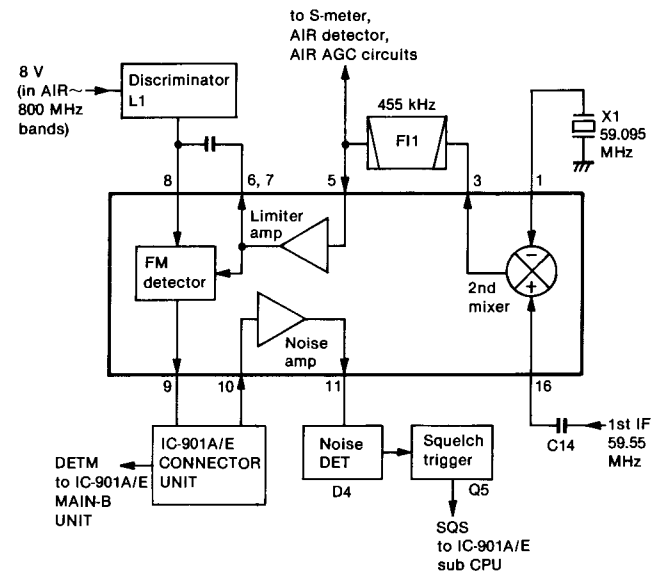 to S-meter,
AIR detector,
AIR AGC circuits
8 V
(in AIR~
800 MHz
bands)
Discriminator
L1
455 kHz
FI1
X1
59.095
MHz
8
6, 7
5
3
1
Limiter
amp
FM
detector
2nd
mixer
−
+
Noise
amp
9
10
11
16
IC-901A/E
CONNECTOR
UNIT
DETM
to IC-901A/E
MAIN-B
UNIT
Noise
DET
D4
Squelch
trigger
Q5
C14
1st IF
59.55
MHz
SQS
to IC-901A/E
sub CPU